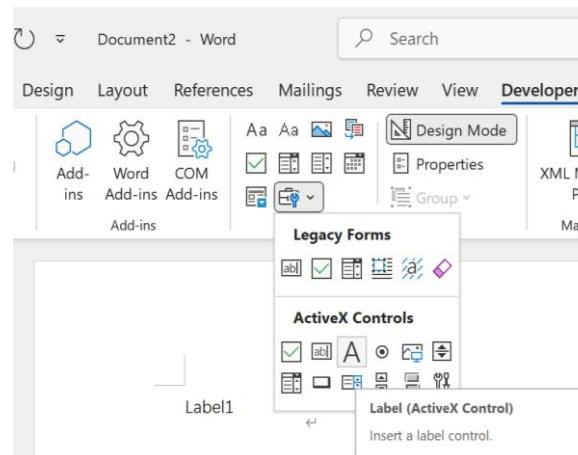 Document2 - Word
Search
Design Layout References Mailings Review View Developer
Aa Aa
Design Mode
Add-
ins
Word
Add-ins
COM
Add-ins
Properties
Group
XML
Add-ins
Legacy Forms
ab a
ActiveX Controls
ab A
Label1
Label (ActiveX Control)
Insert a label control.